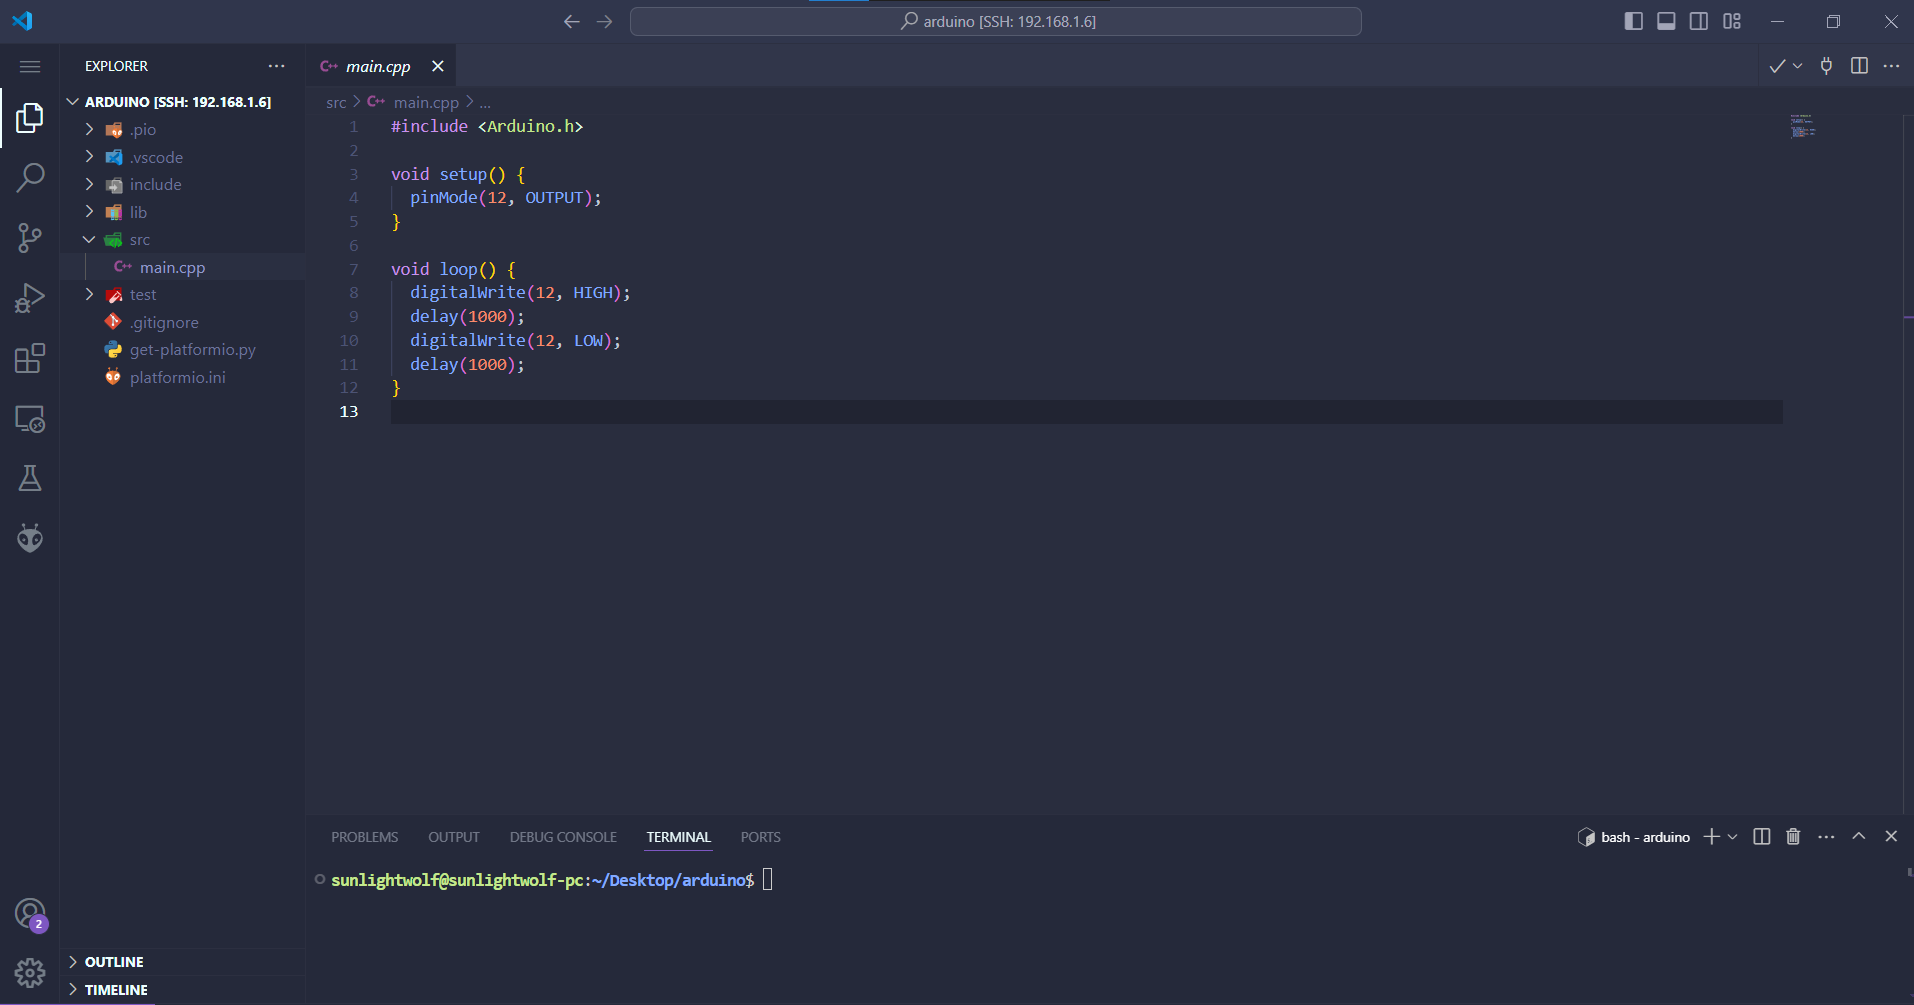 arduino [SSH: 192.168.1.6]
EXPLORER
main.cpp
ARDUINO [SSH: 192.168.1.6]
.pio
.vscode
include
lib
src
main.cpp
test
.gitignore
get-platformio.py
platformio.ini
src > main.cpp > ...
1 #include <Arduino.h>
2
3 void setup() {
4 pinMode(12, OUTPUT);
5 }
6
7 void loop() {
8 digitalWrite(12, HIGH);
9 delay(1000);
10 digitalWrite(12, LOW);
11 delay(1000);
12 }
13
PROBLEMS OUTPUT DEBUG CONSOLE TERMINAL PORTS
bash - arduino
sunlightwolf@sunlightwolf-pc:~/Desktop/arduino$
2
OUTLINE
TIMELINE